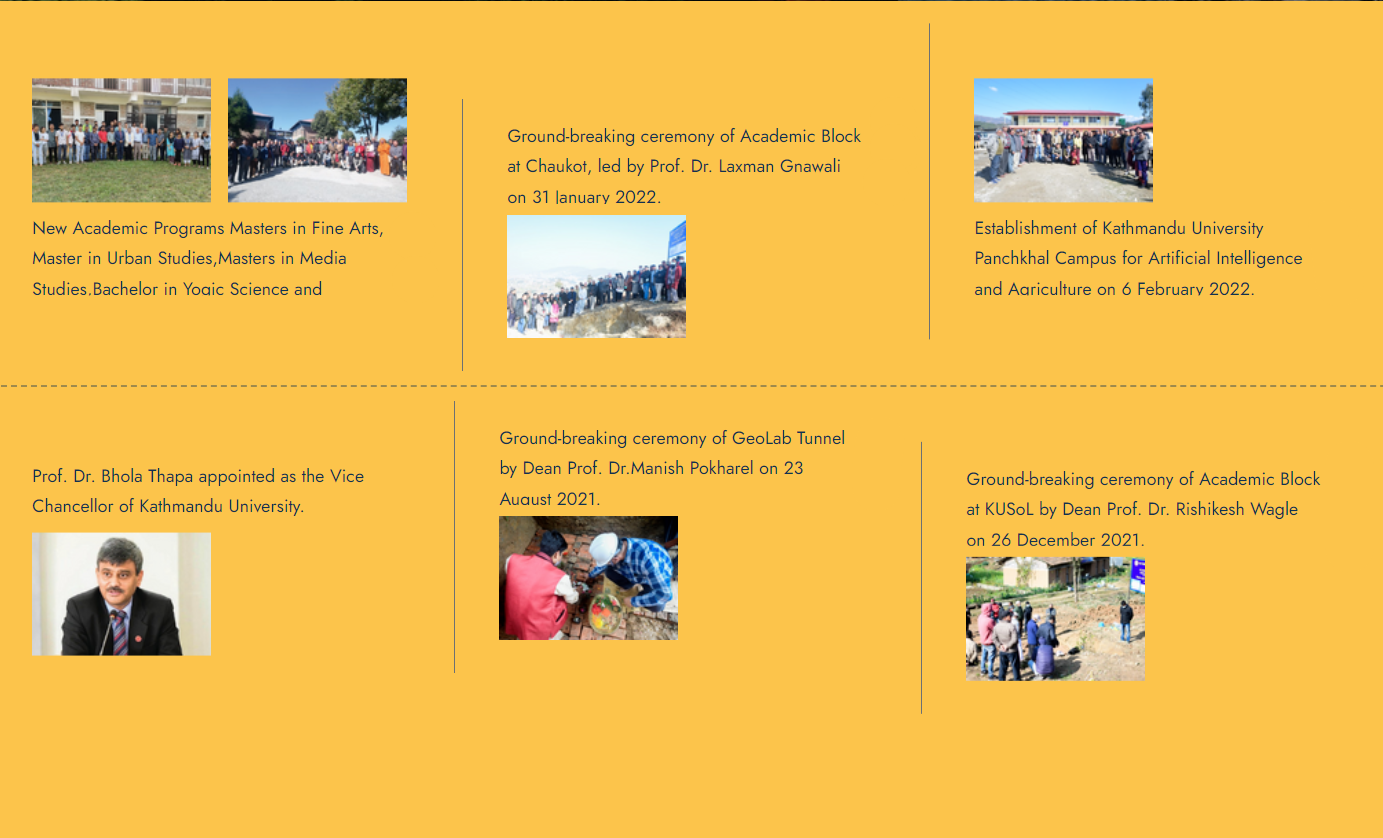 New Academic Programs Masters in Fine Arts,
Master in Urban Studies,Masters in Media
Studies.Bachelor in Yogic Science and
Ground-breaking ceremony of Academic Block
at Chaukot, led by Prof. Dr. Laxman Gnawali
on 31 January 2022.
Establishment of Kathmandu University
Panchkhal Campus for Artificial Intelligence
and Agriculture on 6 February 2022.
Prof. Dr. Bhola Thapa appointed as the Vice
Chancellor of Kathmandu University.
Ground-breaking ceremony of GeoLab Tunnel
by Dean Prof. Dr.Manish Pokharel on 23
August 2021.
Ground-breaking ceremony of Academic Block
at KUSoL by Dean Prof. Dr. Rishikesh Wagle
on 26 December 2021.